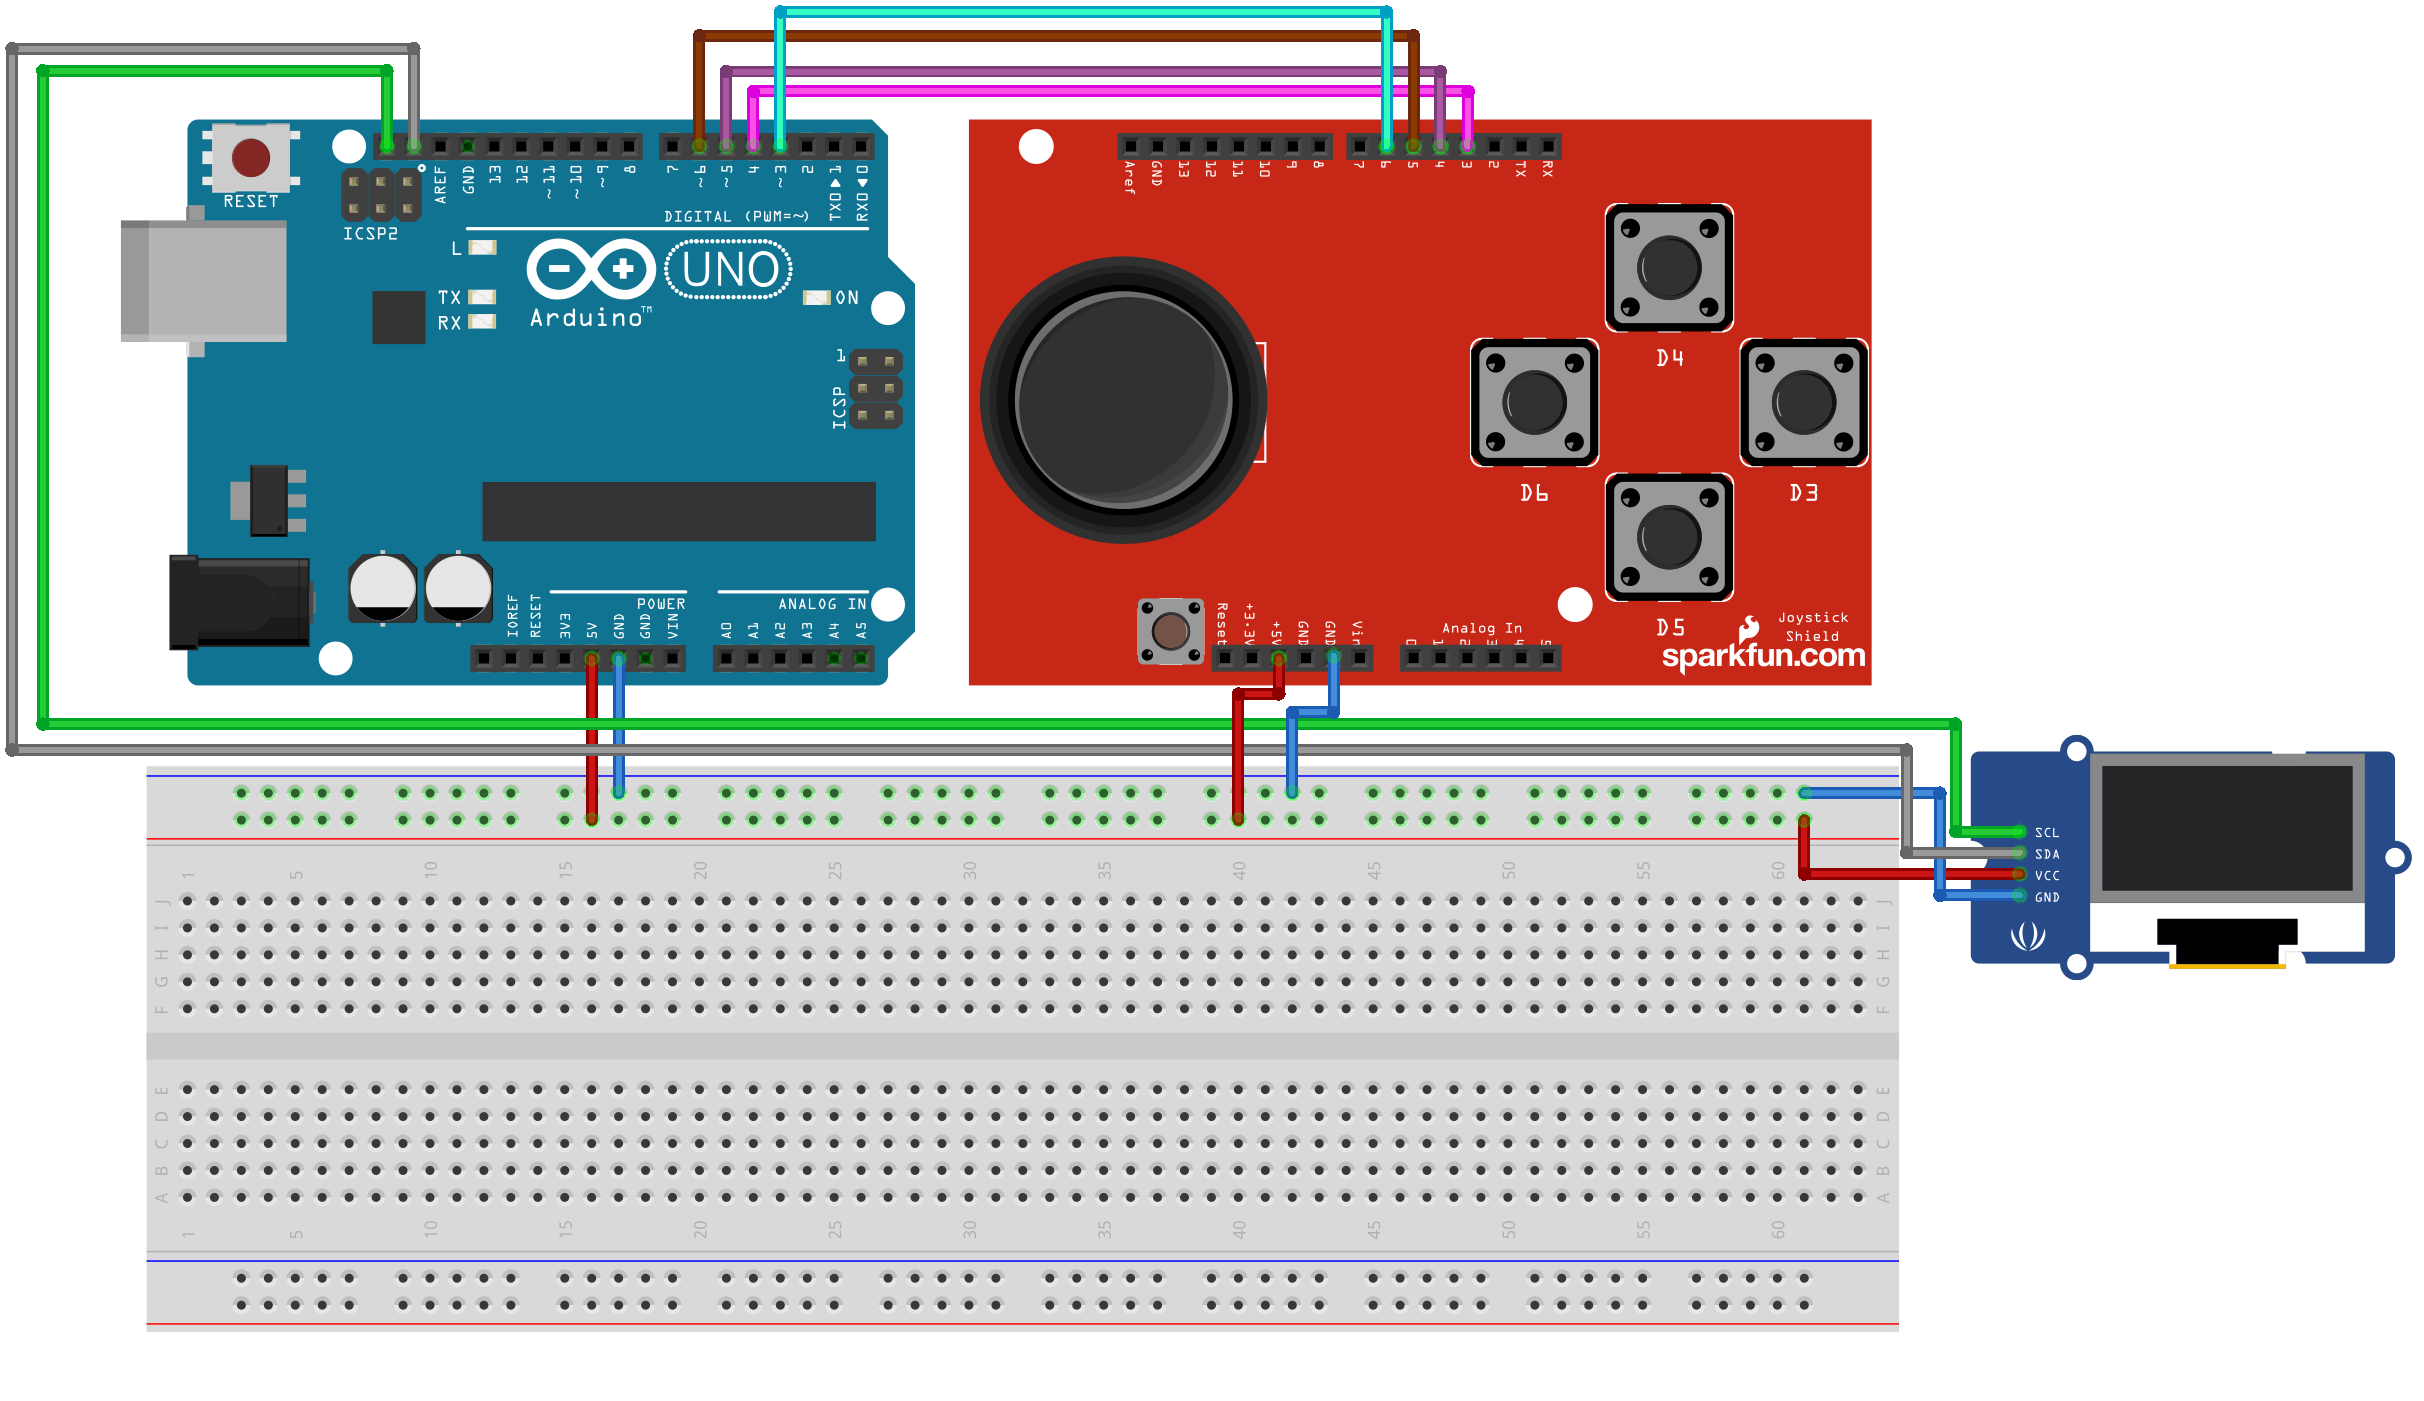 RESET
ICSP2
AREF
GND
13
12
~11
~10
~9
8
7
~6
~5
4
~3
2
TX0▶1
RX0◀0
DIGITAL (PWM=~)
L
TX
RX
UNO
Arduino™
ON
1
ICSP
IOREF
RESET
3V3
5V
GND
GND
VIN
POWER
A0
A1
A2
A3
A4
A5
ANALOG IN
Aref
GND
13
12
11
10
9
8
7
6
5
4
3
2
TX
RX
D4
D6
D3
D5
Reset
+3.3V
+5V
GND
GND
Vin
Analog In
0
1
2
3
4
5
Joystick
Shield
sparkfun.com
SCL
SDA
VCC
GND
1 5 10 15 20 25 30 35 40 45 50 55 60
J J
I I
H H
G G
F F
E E
D D
C C
B B
A A
1 5 10 15 20 25 30 35 40 45 50 55 60